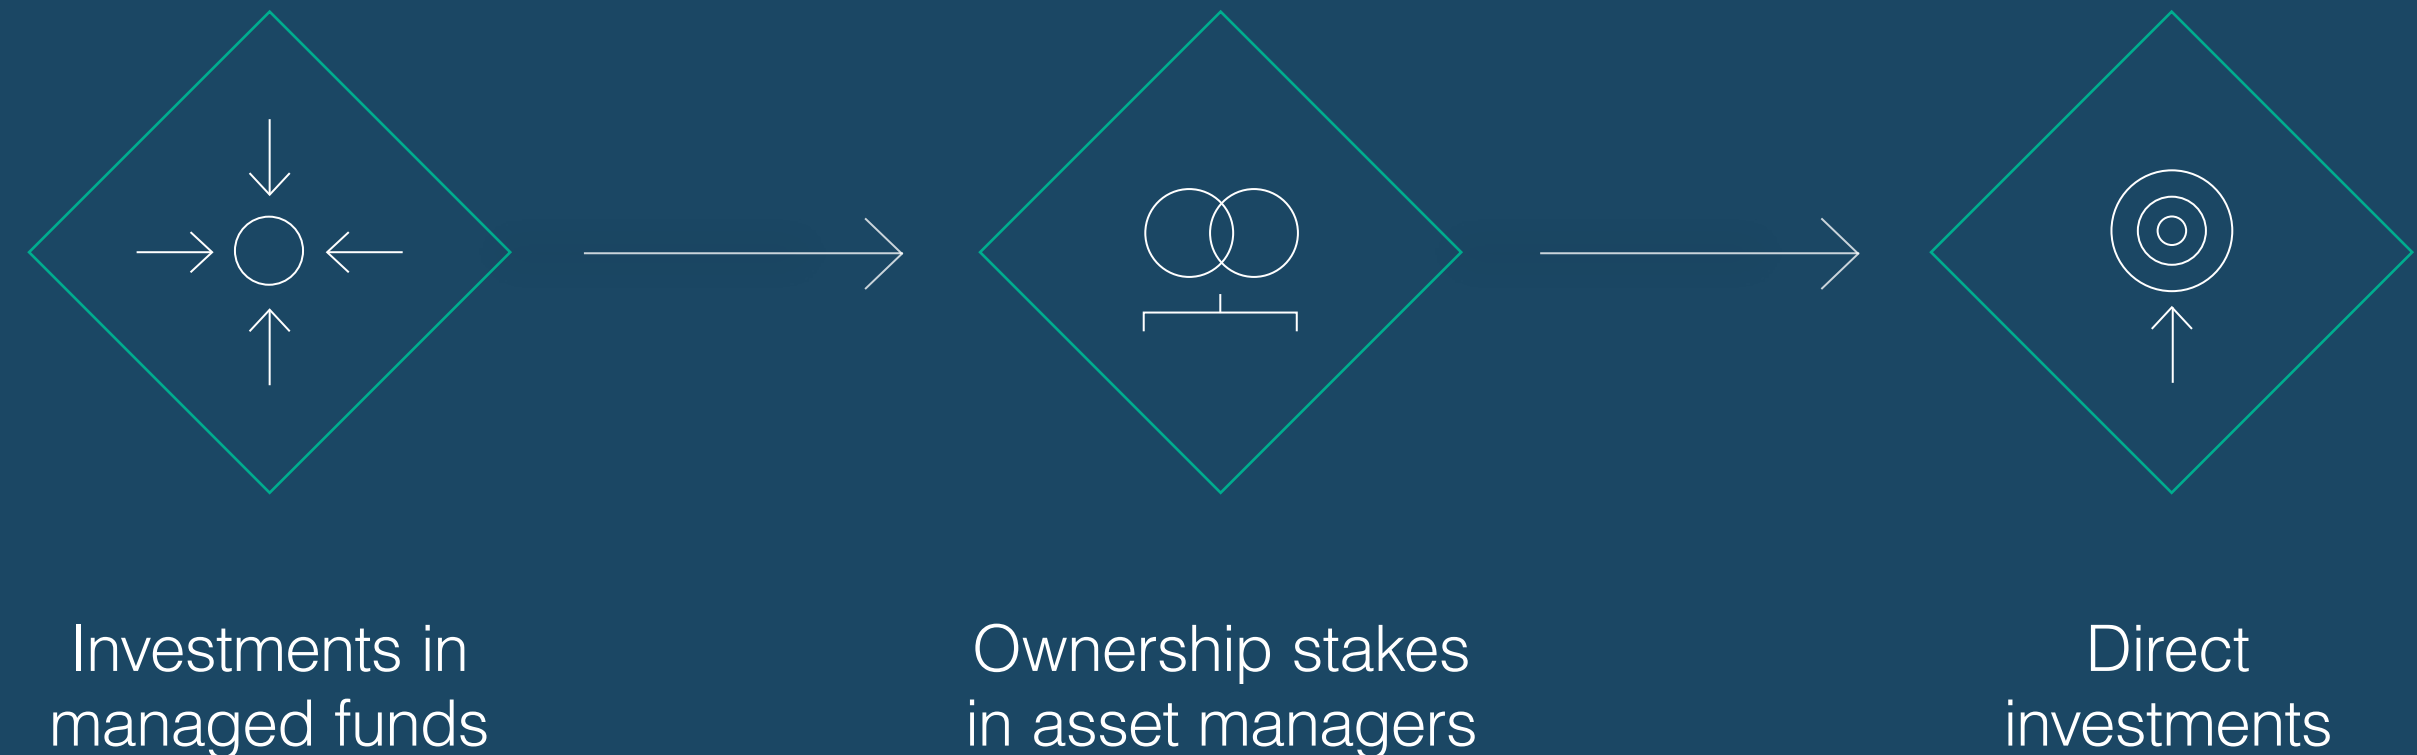 Investments in
managed funds
Ownership stakes
in asset managers
Direct
investments